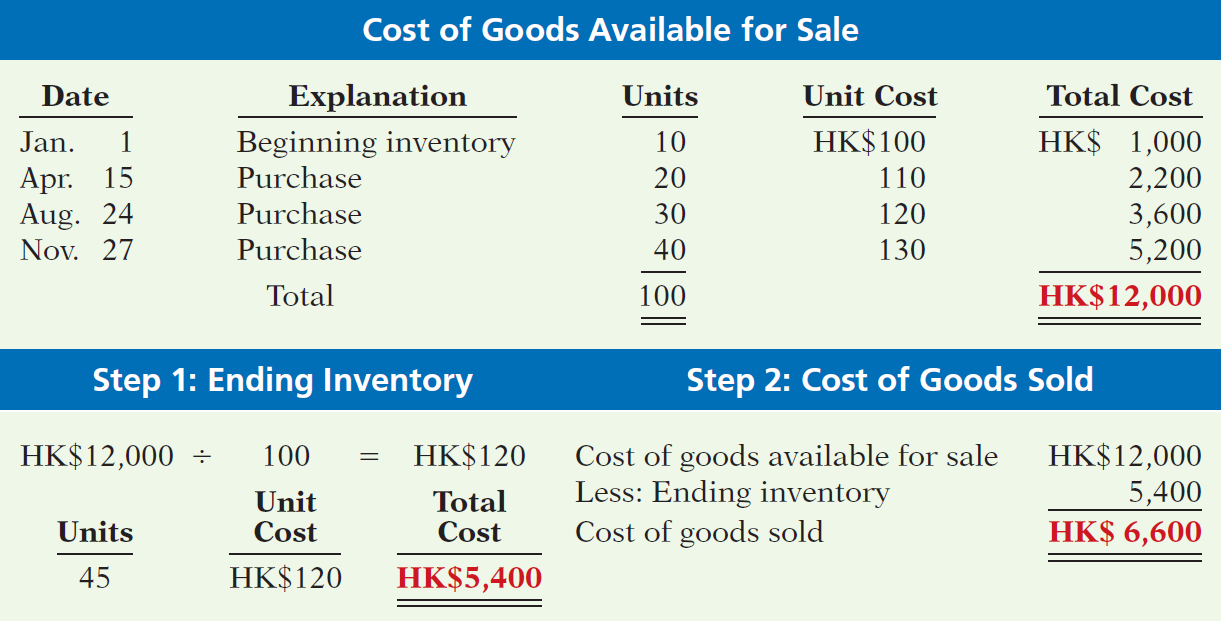 Cost of Goods Available for Sale
Date Explanation Units Unit Cost Total Cost
Jan. 1 Beginning inventory 10 HK$100 HK$ 1,000
Apr. 15 Purchase 20 110 2,200
Aug. 24 Purchase 30 120 3,600
Nov. 27 Purchase 40 130 5,200
Total 100 HK$12,000
Step 1: Ending Inventory
HK$12,000 ÷ 100 = HK$120
Unit Total
Units Cost Cost
45 HK$120 HK$5,400
Step 2: Cost of Goods Sold
Cost of goods available for sale HK$12,000
Less: Ending inventory 5,400
Cost of goods sold HK$ 6,600